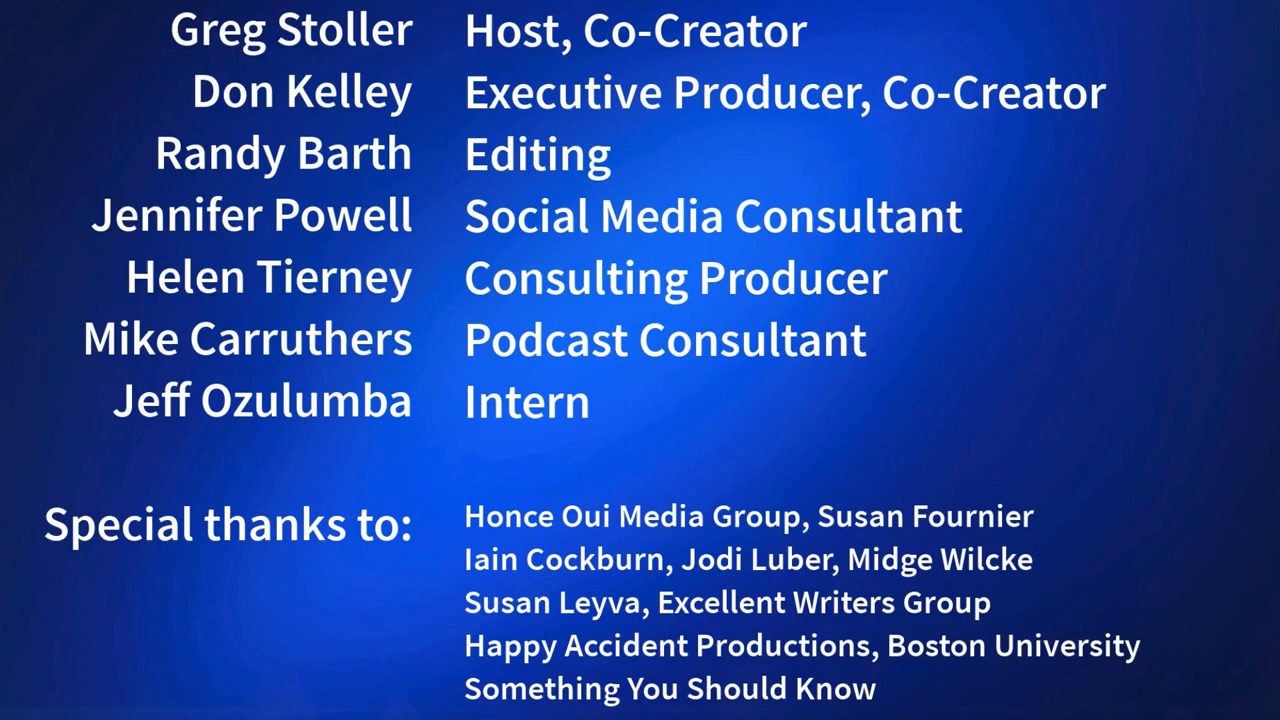 Greg Stoller Host, Co-Creator
Don Kelley Executive Producer, Co-Creator
Randy Barth Editing
Jennifer Powell Social Media Consultant
Helen Tierney Consulting Producer
Mike Carruthers Podcast Consultant
Jeff Ozulumba Intern
Special thanks to: Honce Oui Media Group, Susan Fournier
Iain Cockburn, Jodi Luber, Midge Wilcke
Susan Leyva, Excellent Writers Group
Happy Accident Productions, Boston University
Something You Should Know